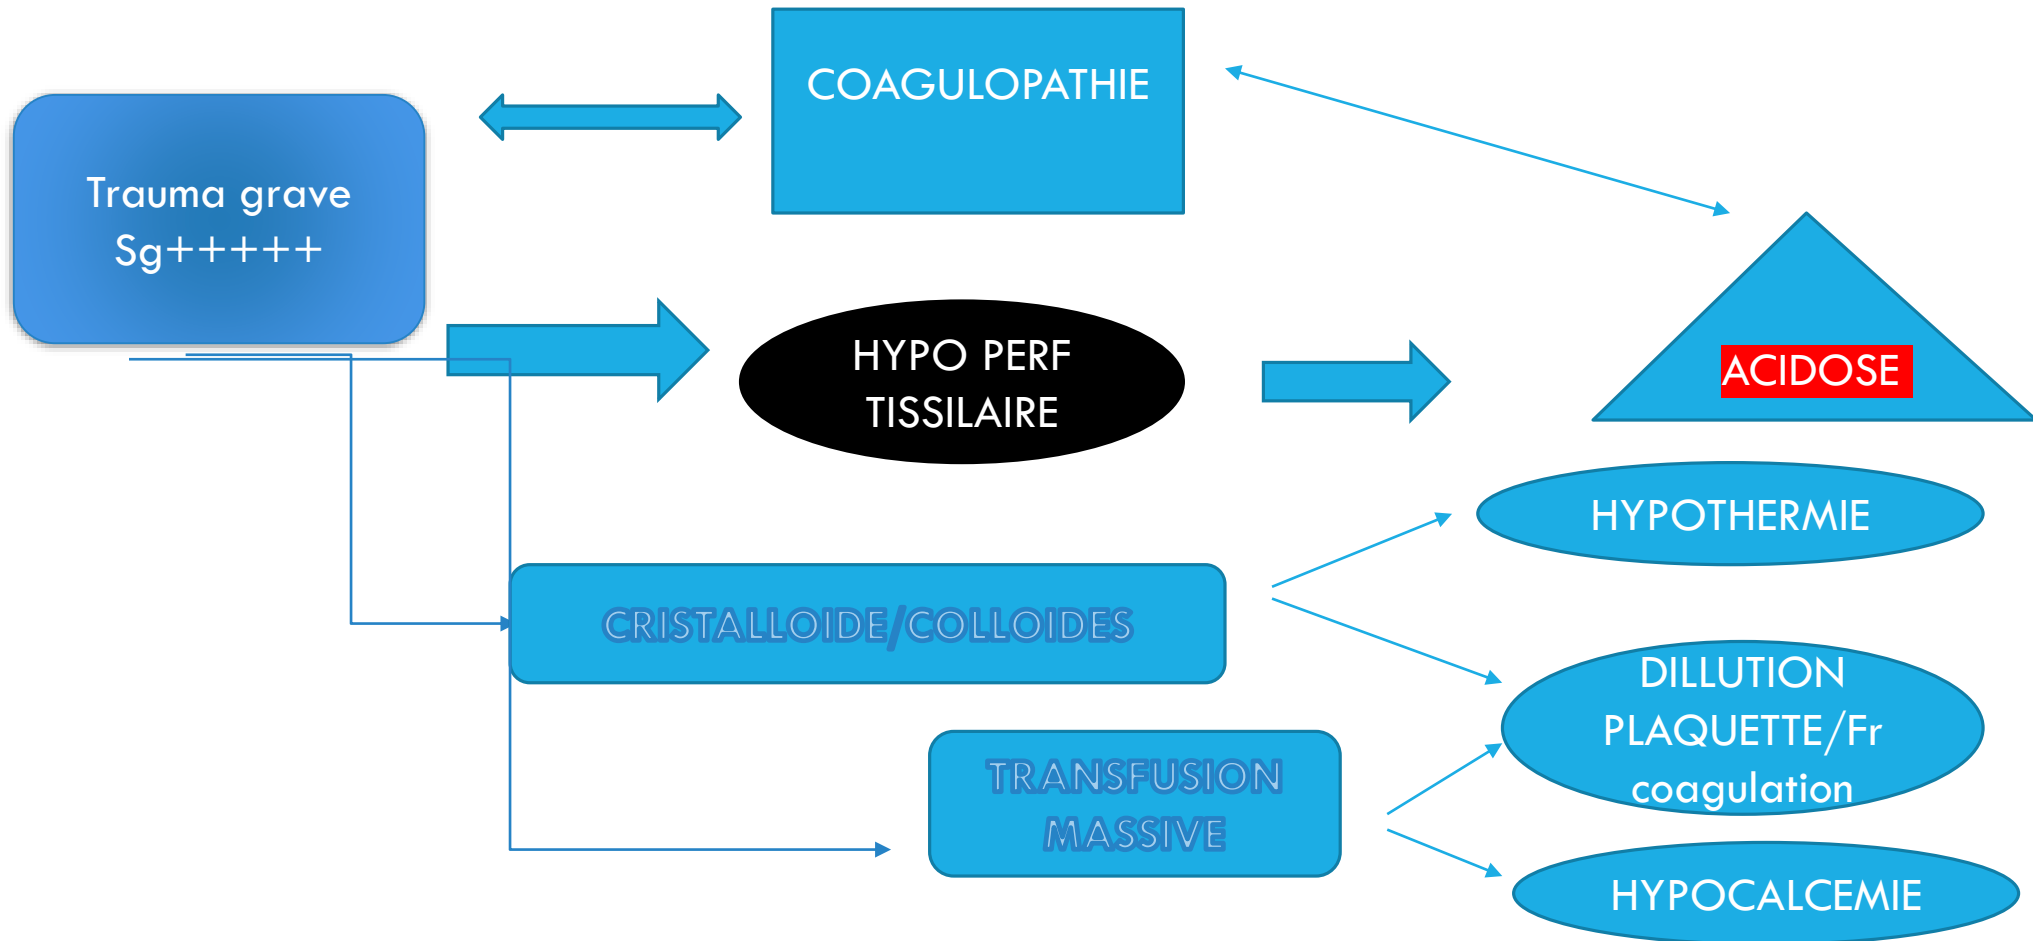 COAGULOPATHIE
Trauma grave
Sg+++++
HYPO PERF
TISSILAIRE
ACIDOSE
HYPOTHERMIE
CRISTALLOIDE/COLLOIDES
DILLUTION
PLAQUETTE/Fr
coagulation
TRANSFUSION
MASSIVE
HYPOCALCEMIE